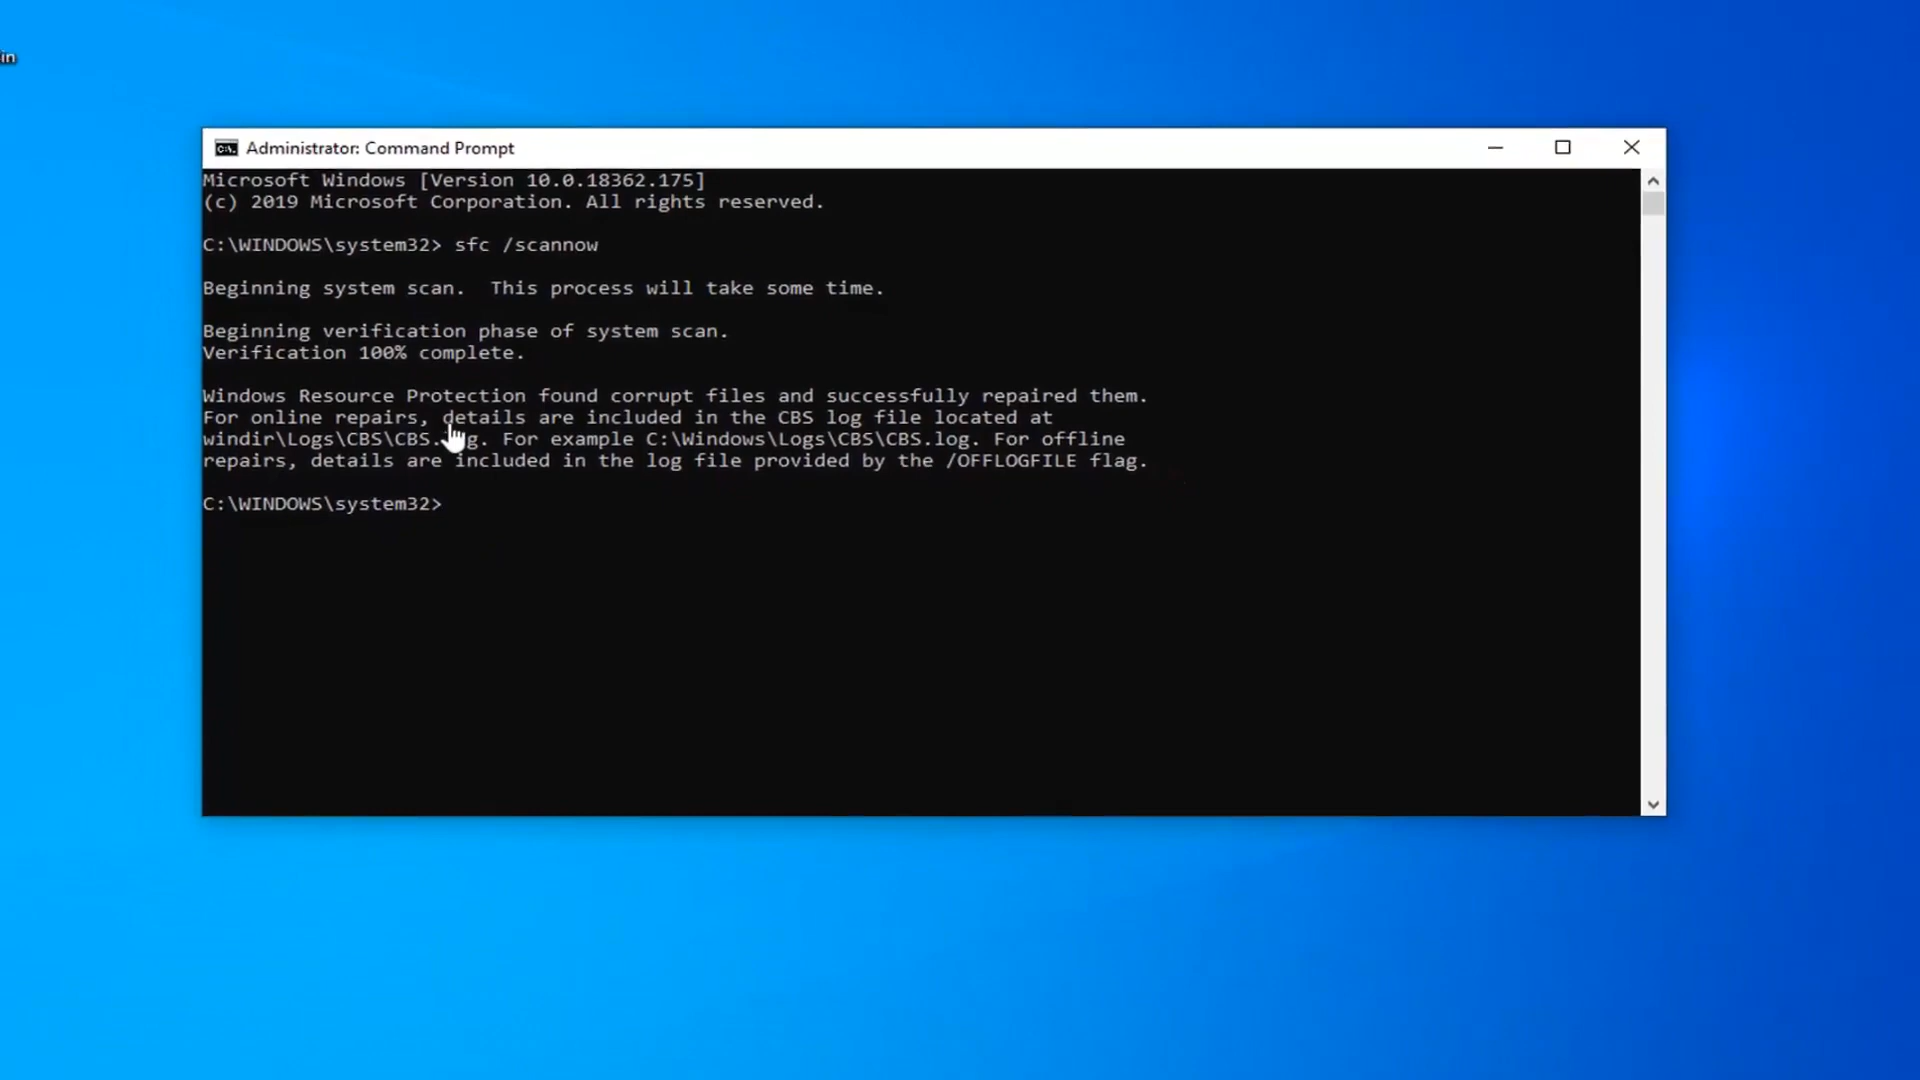 in
Administrator: Command Prompt
Microsoft Windows [Version 10.0.18362.175]
(c) 2019 Microsoft Corporation. All rights reserved.
C:\WINDOWS\system32> sfc /scannow
Beginning system scan.  This process will take some time.
Beginning verification phase of system scan.
Verification 100% complete.
Windows Resource Protection found corrupt files and successfully repaired them.
For online repairs, details are included in the CBS log file located at
windir\Logs\CBS\CBS.log. For example C:\Windows\Logs\CBS\CBS.log. For offline
repairs, details are included in the log file provided by the /OFFLOGFILE flag.
C:\WINDOWS\system32>